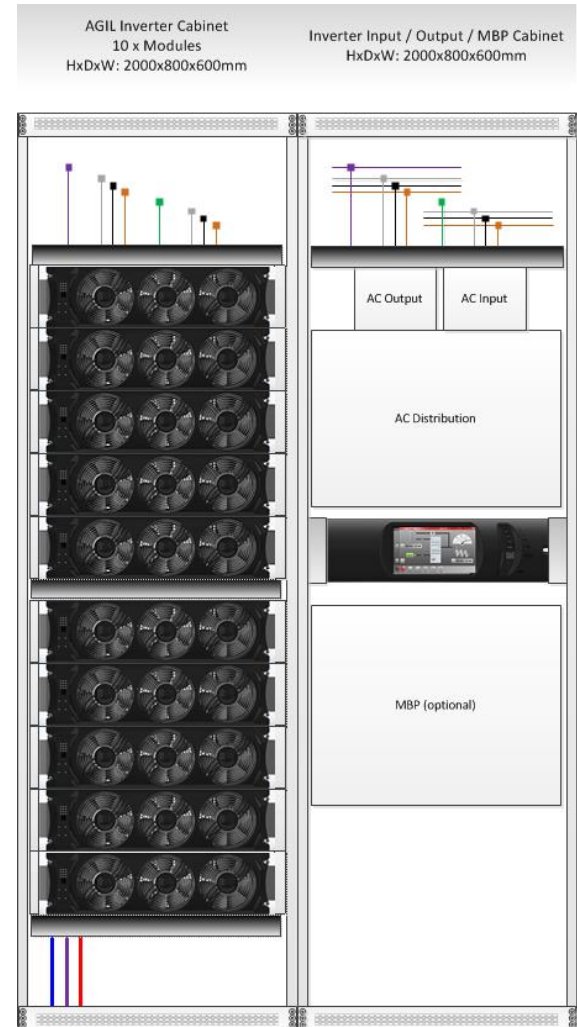 AGIL Inverter Cabinet
10 x Modules
HxDxW: 2000x800x600mm
Inverter Input / Output / MBP Cabinet
HxDxW: 2000x800x600mm
AC Output
AC Input
AC Distribution
MBP (optional)